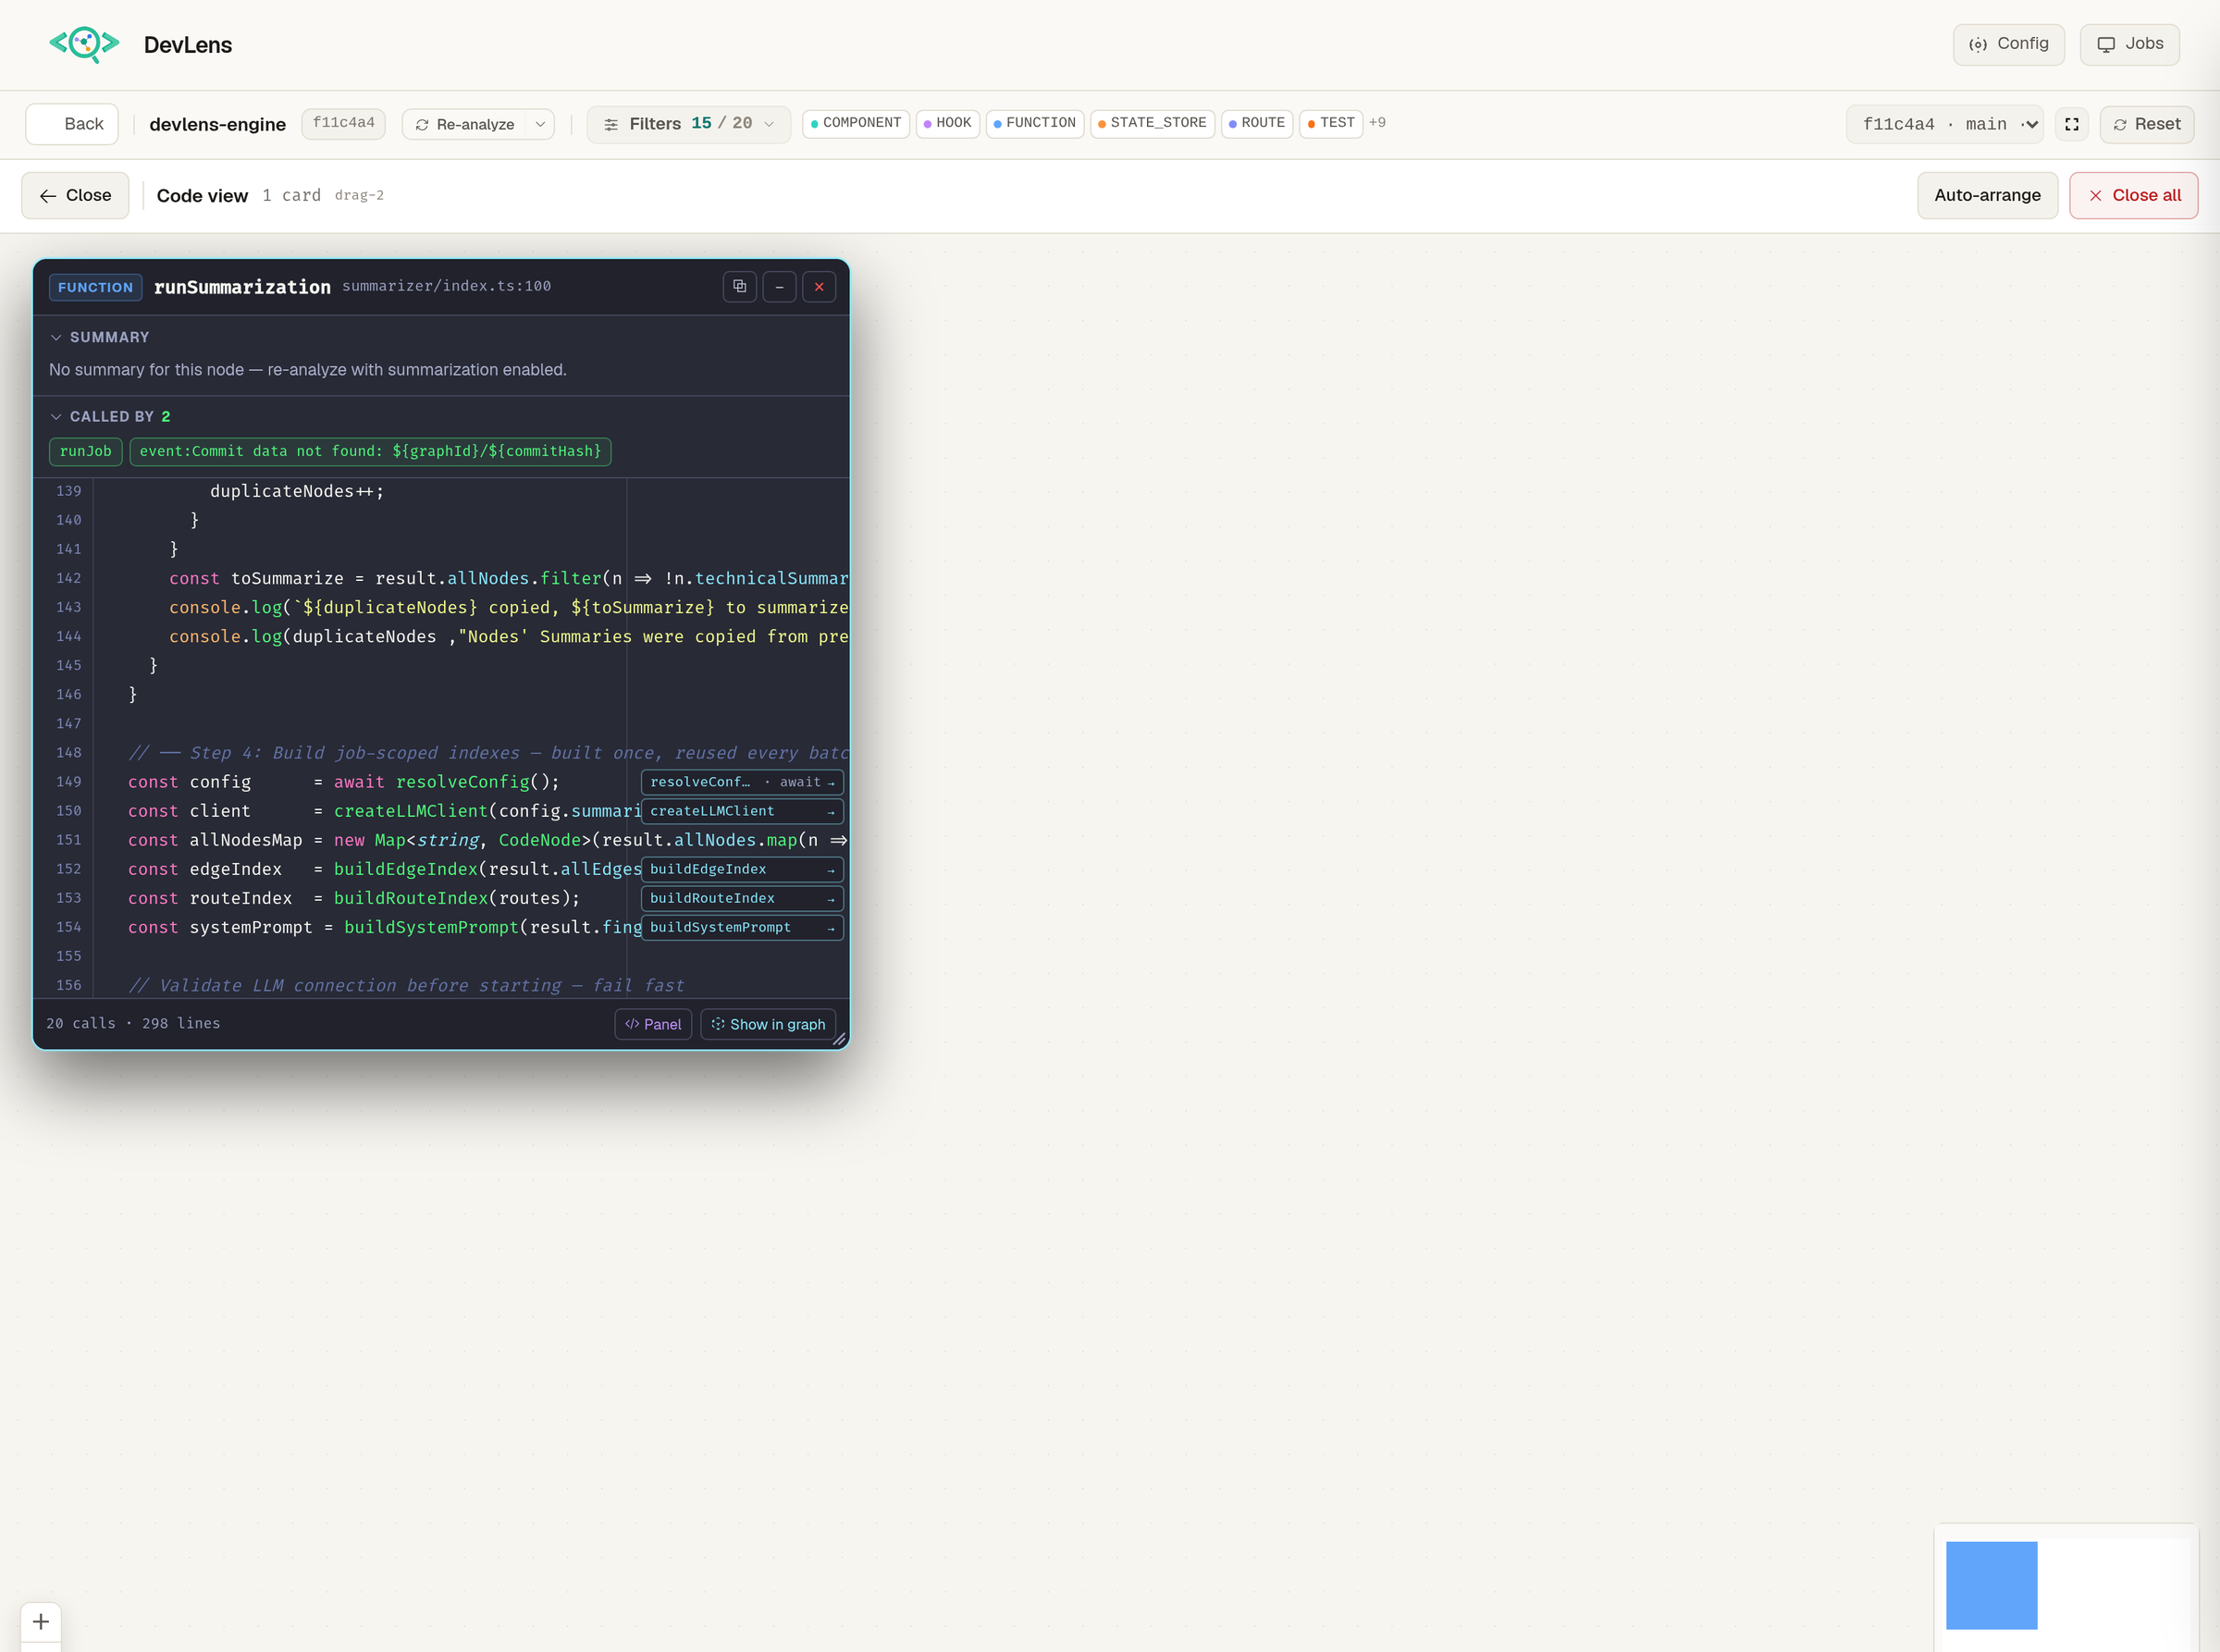 DevLens
Config
Jobs
Back
devlens-engine
f11c4a4
Re-analyze
Filters 15 / 20
COMPONENT
HOOK
FUNCTION
STATE_STORE
ROUTE
TEST
+9
f11c4a4 · main ·
Reset
Close
Code view 1 card drag-2
Auto-arrange
Close all
FUNCTION runSummarization summarizer/index.ts:100
SUMMARY
No summary for this node — re-analyze with summarization enabled.
CALLED BY 2
runJob
event:Commit data not found: ${graphId}/${commitHash}
139 duplicateNodes++;
140 }
141 }
142 const toSummarize = result.allNodes.filter(n => !n.technicalSummar
143 console.log(`${duplicateNodes} copied, ${toSummarize} to summarize
144 console.log(duplicateNodes ,"Nodes' Summaries were copied from pre
145 }
146 }
147
148 // ── Step 4: Build job-scoped indexes — built once, reused every batc
149 const config = await resolveConfig(); resolveConf… · await →
150 const client = createLLMClient(config.summari createLLMClient →
151 const allNodesMap = new Map<string, CodeNode>(result.allNodes.map(n =>
152 const edgeIndex = buildEdgeIndex(result.allEdges buildEdgeIndex →
153 const routeIndex = buildRouteIndex(routes); buildRouteIndex →
154 const systemPrompt = buildSystemPrompt(result.fing buildSystemPrompt →
155
156 // Validate LLM connection before starting — fail fast
20 calls · 298 lines
</> Panel
Show in graph